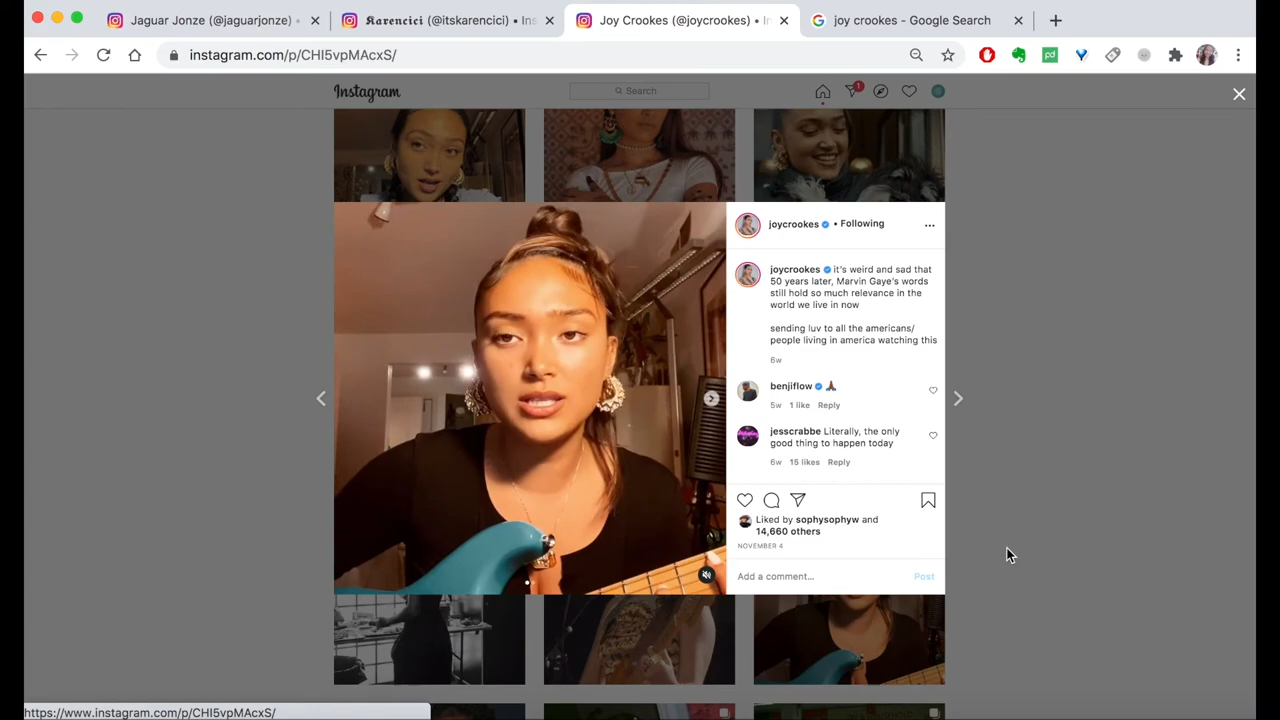 Jaguar Jonze (@jaguarjonze) •
𝕶𝖆𝖗𝖊𝖓𝖈𝖎𝖈𝖎 (@itskarencici) • Ins
Joy Crookes (@joycrookes) • In
joy crookes - Google Search
instagram.com/p/CHI5vpMAcxS/
pd
Instagram
Search
1
joycrookes • Following
joycrookes it's weird and sad that
50 years later, Marvin Gaye's words
still hold so much relevance in the
world we live in now
sending luv to all the americans/
people living in america watching this
6w
benjiflow 🙏🏾
5w 1 like Reply
jesscrabbe Literally, the only
good thing to happen today
6w 15 likes Reply
Liked by sophysophyw and
14,660 others
NOVEMBER 4
Add a comment... Post
https://www.instagram.com/p/CHI5vpMAcxS/